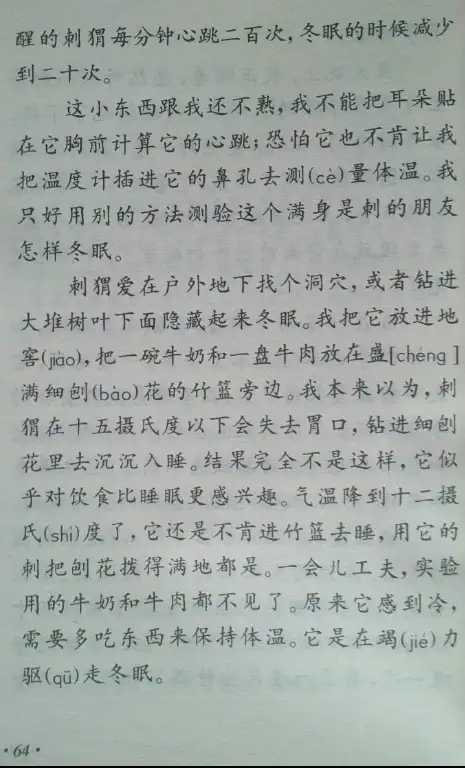 醒的刺猬每分钟心跳二百次，冬眠的时候减少
到二十次。
这小东西跟我还不熟，我不能把耳朵贴
在它胸前计算它的心跳；恐怕它也不肯让我
把温度计插进它的鼻孔去测(cè)量体温。我
只好用别的方法测验这个满身是刺的朋友
怎样冬眠。
刺猬爱在户外地下找个洞穴，或者钻进
大堆树叶下面隐藏起来冬眠。我把它放进地
窖(jiào)，把一碗牛奶和一盘牛肉放在盛[chéng]
满细刨(bào)花的竹篮旁边。我本来以为，刺
猬在十五摄氏度以下会失去胃口，钻进细刨
花里去沉沉入睡。结果完全不是这样，它似
乎对饮食比睡眠更感兴趣。气温降到十二摄
氏(shì)度了，它还是不肯进竹篮去睡，用它的
刺把刨花拨得满地都是。一会儿工夫，实验
用的牛奶和牛肉都不见了。原来它感到冷，
需要多吃东西来保持体温。它是在竭(jié)力
驱(qū)走冬眠。
·64·